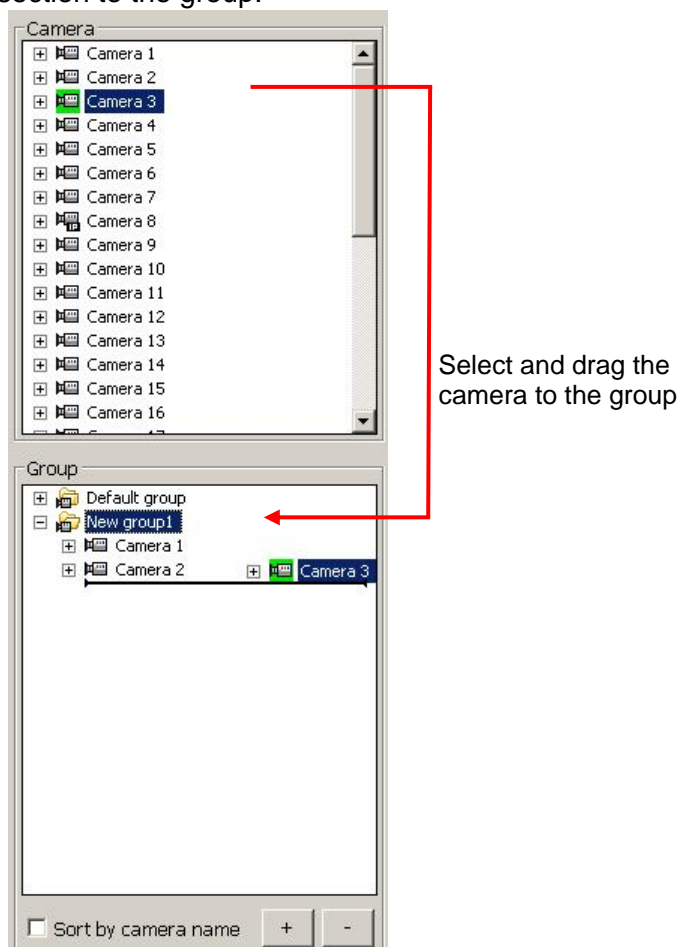 section to the group.
Camera
Camera 1
Camera 2
Camera 3
Camera 4
Camera 5
Camera 6
Camera 7
Camera 8
Camera 9
Camera 10
Camera 11
Camera 12
Camera 13
Camera 14
Camera 15
Camera 16
Select and drag the
camera to the group
Group
Default group
New group1
Camera 1
Camera 2 Camera 3
Sort by camera name + -